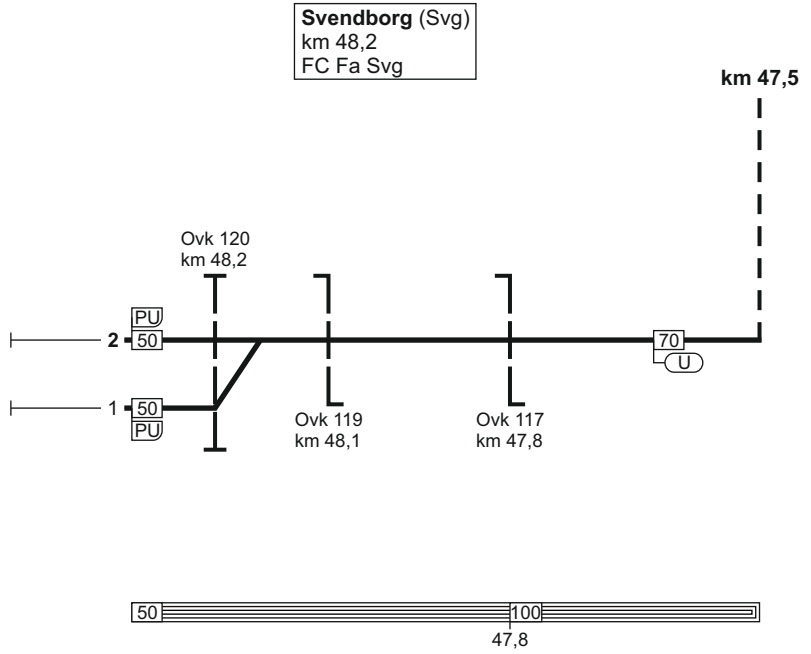 Svendborg (Svg)
km 48,2
FC Fa Svg
km 47,5
Ovk 120
km 48,2
PU
2 50 70
U
1 50
PU
Ovk 119
km 48,1
Ovk 117
km 47,8
50 100
47,8